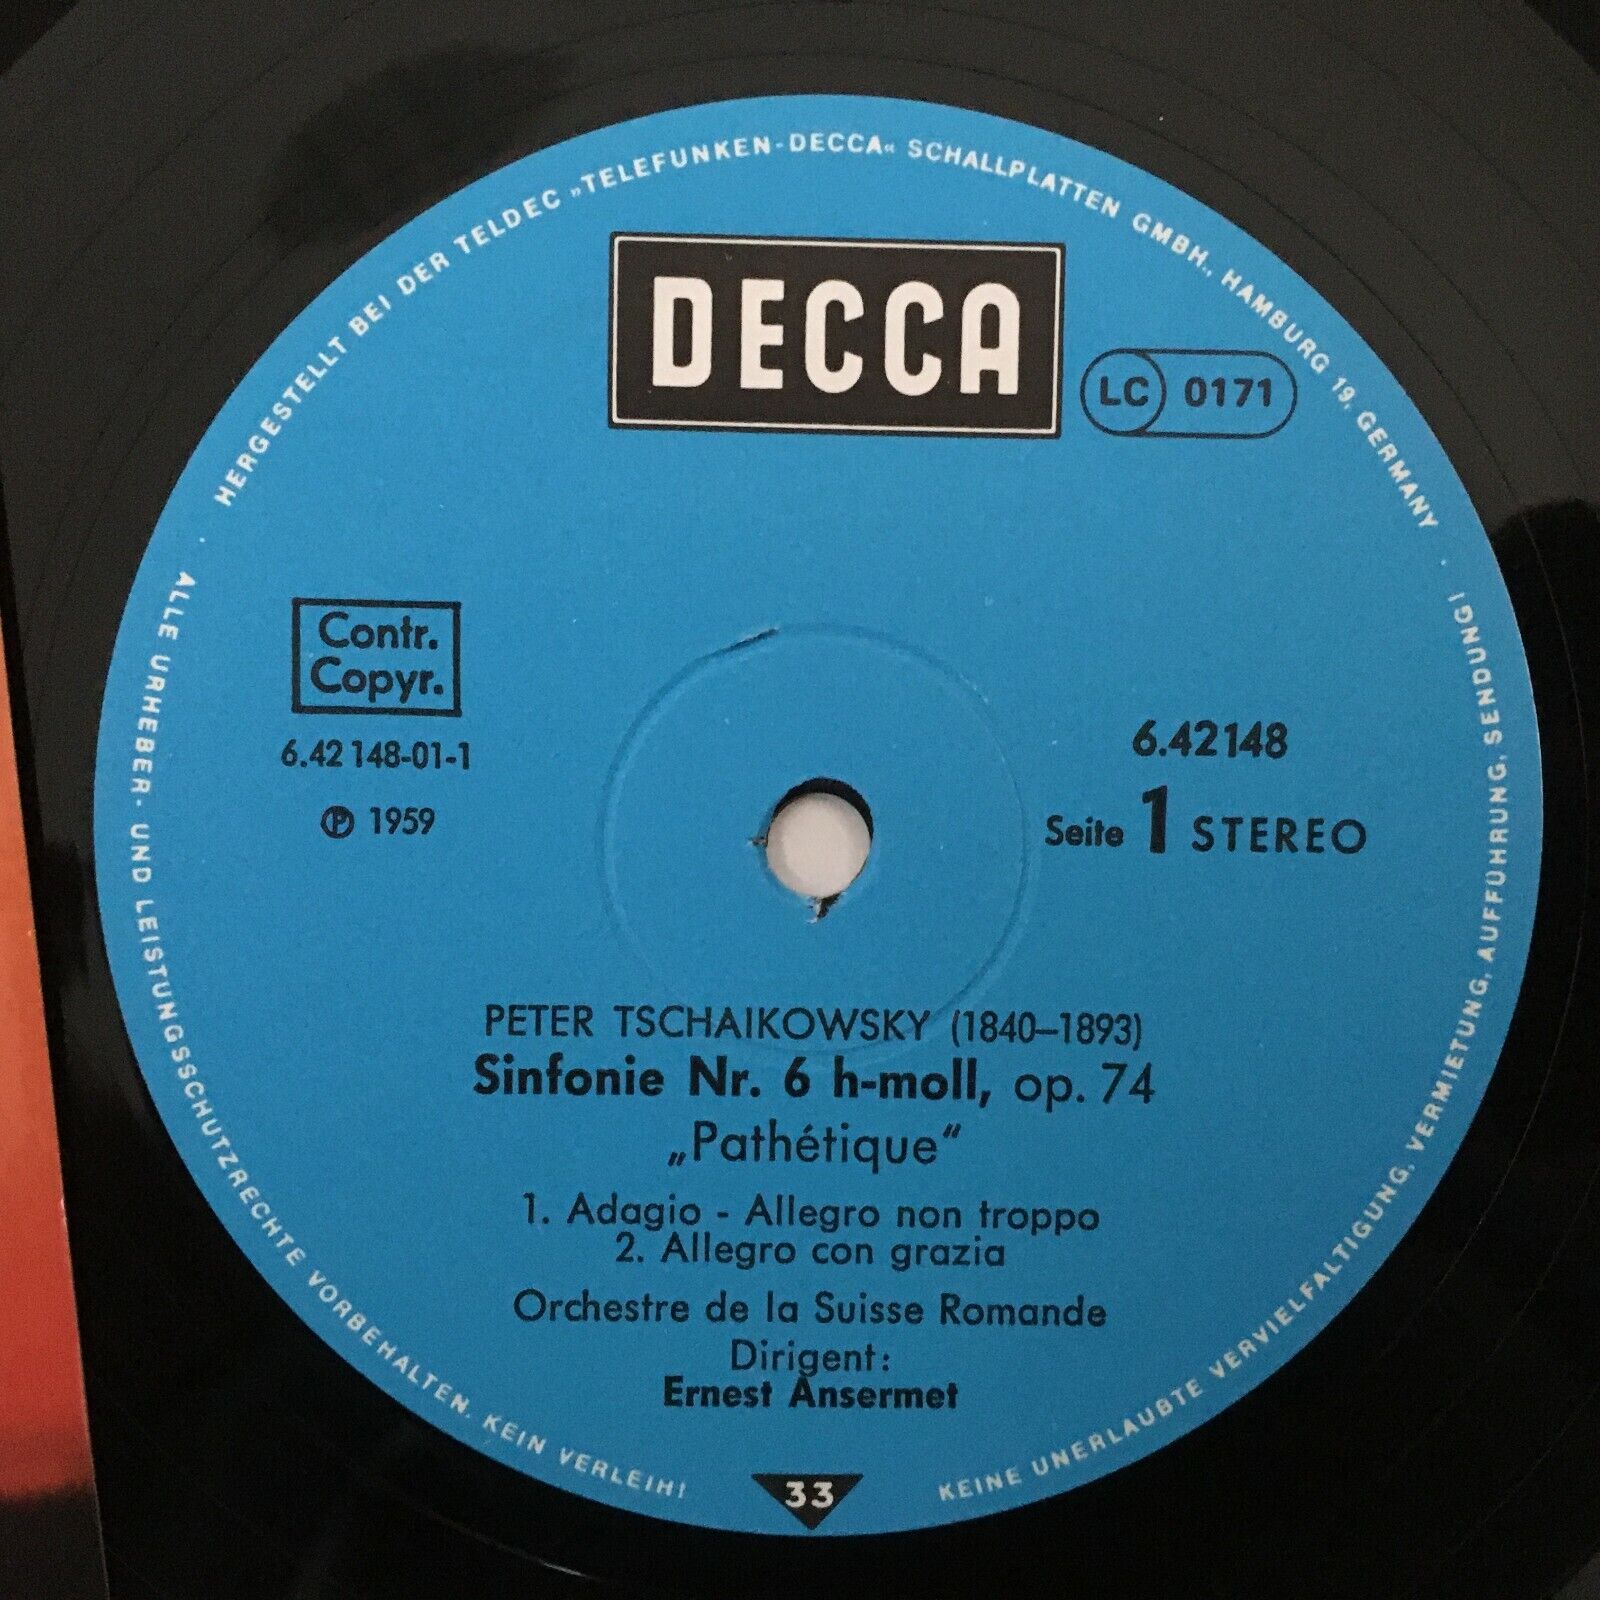 HERGESTELLT BEI DER TELDEC „TELEFUNKEN-DECCA« SCHALLPLATTEN GMBH., HAMBURG 19, GERMANY
DECCA
LC 0171
Contr.
Copyr.
6.42148-01-1
℗ 1959
6.42148
Seite 1 STEREO
PETER TSCHAIKOWSKY (1840–1893)
Sinfonie Nr. 6 h-moll, op. 74
„Pathétique“
1. Adagio - Allegro non troppo
2. Allegro con grazia
Orchestre de la Suisse Romande
Dirigent:
Ernest Ansermet
33
ALLE URHEBER- UND LEISTUNGSSCHUTZRECHTE VORBEHALTEN. KEIN VERLEIH!
KEINE UNERLAUBTE VERVIELFALTIGUNG, VERMIETUNG, AUFFÜHRUNG, SENDUNG!